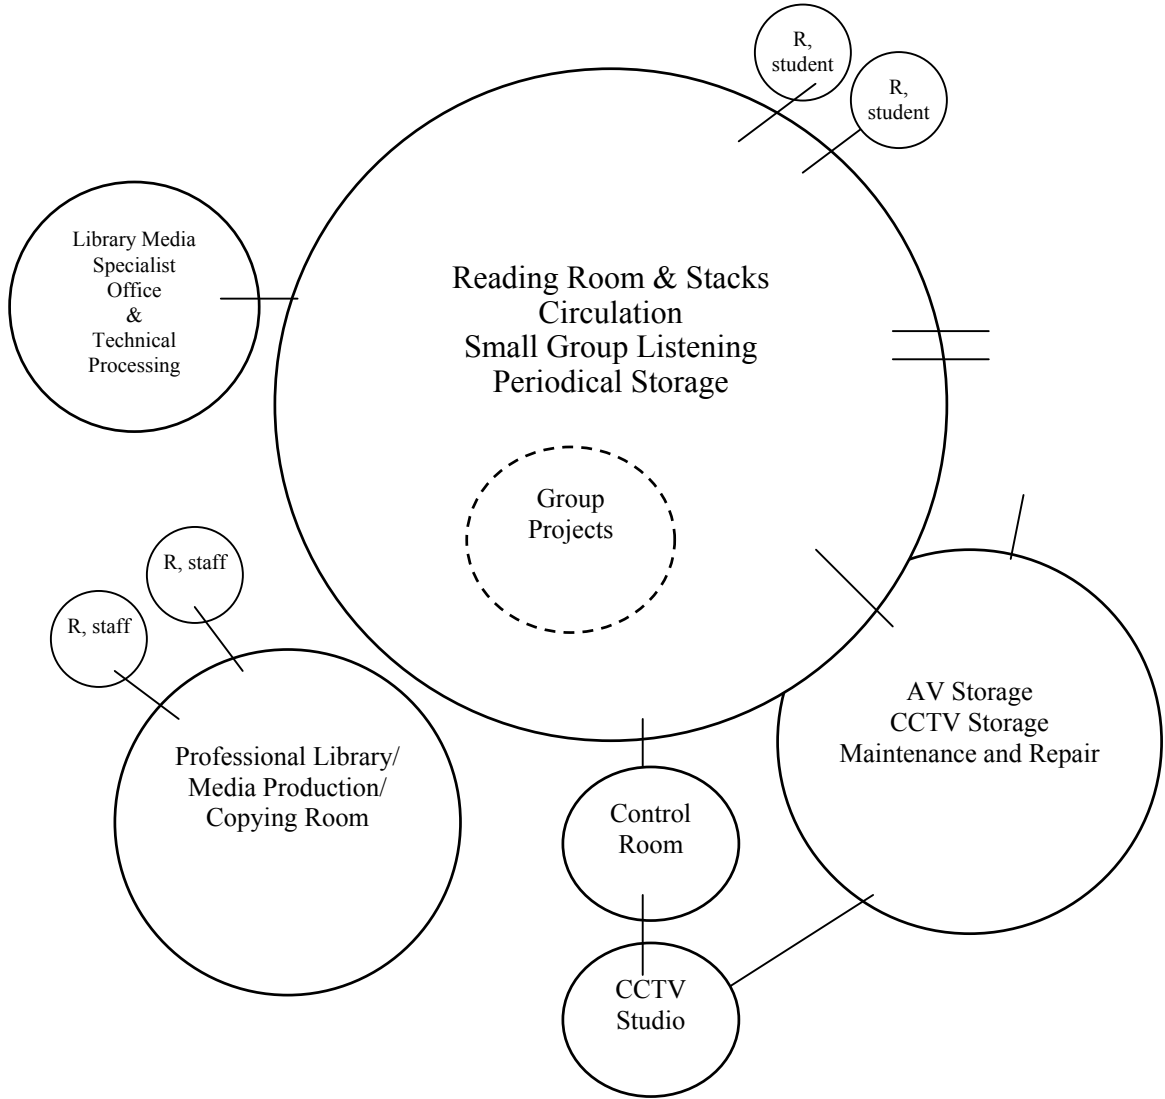 R,
student
R,
student
Library Media
Specialist
Office
&
Technical
Processing
Reading Room & Stacks
Circulation
Small Group Listening
Periodical Storage
Group
Projects
R, staff
R, staff
AV Storage
CCTV Storage
Maintenance and Repair
Professional Library/
Media Production/
Copying Room
Control
Room
CCTV
Studio